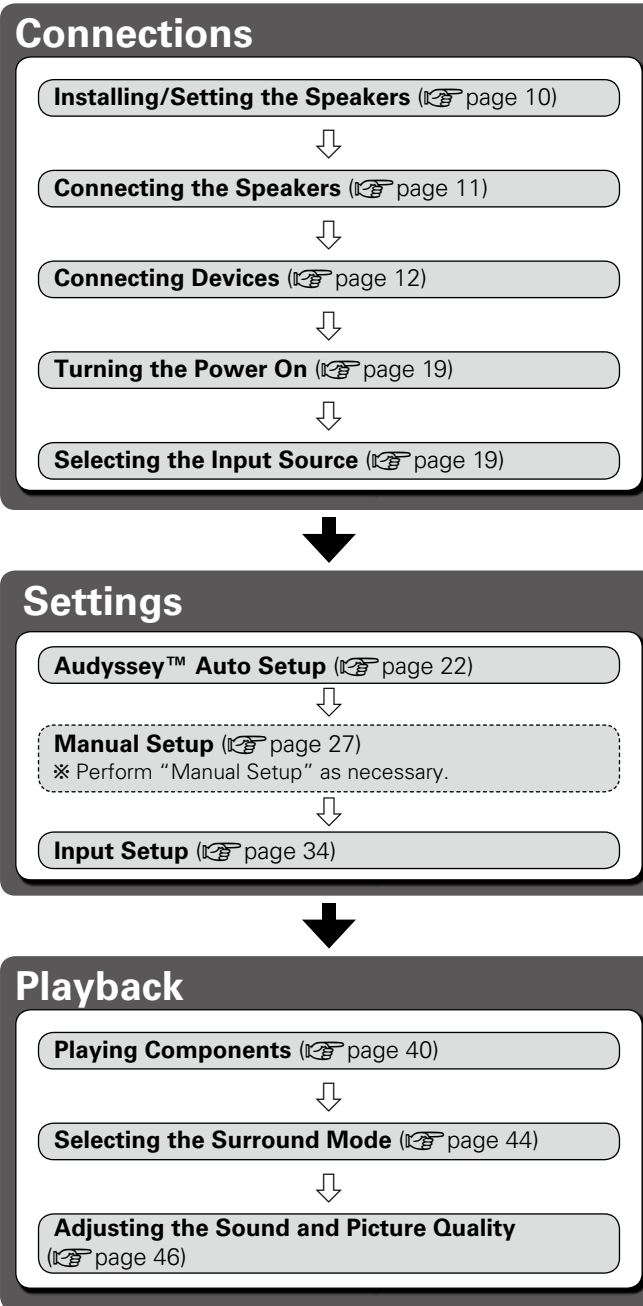 Connections
Installing/Setting the Speakers (☞ page 10)
Connecting the Speakers (☞ page 11)
Connecting Devices (☞ page 12)
Turning the Power On (☞ page 19)
Selecting the Input Source (☞ page 19)
Settings
Audyssey™ Auto Setup (☞ page 22)
Manual Setup (☞ page 27)
※ Perform “Manual Setup” as necessary.
Input Setup (☞ page 34)
Playback
Playing Components (☞ page 40)
Selecting the Surround Mode (☞ page 44)
Adjusting the Sound and Picture Quality
(☞ page 46)